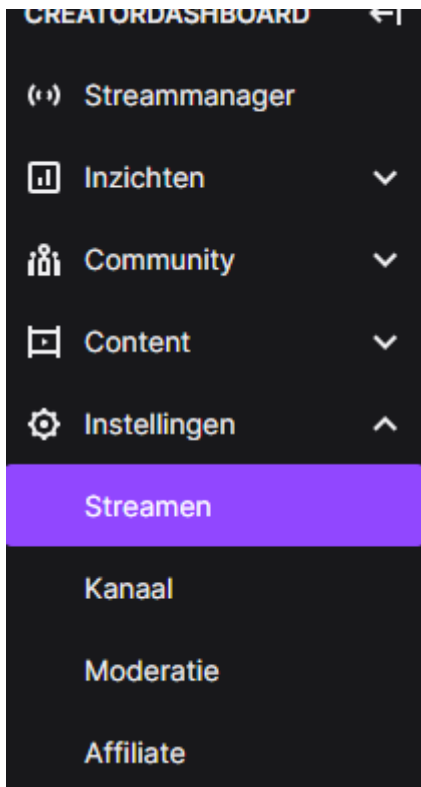 CREATORDASHBOARD
Streammanager
Inzichten
Community
Content
Instellingen
Streamen
Kanaal
Moderatie
Affiliate